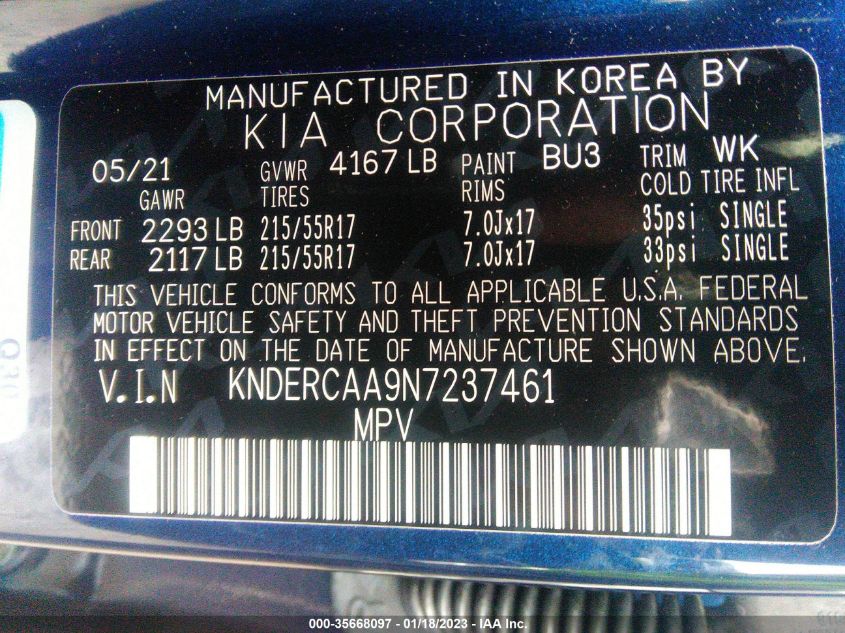 MANUFACTURED IN KOREA BY
KIA CORPORATION
05/21 GVWR 4167 LB PAINT BU3 TRIM WK
GAWR TIRES RIMS COLD TIRE INFL
FRONT 2293 LB 215/55R17 7.0Jx17 35psi SINGLE
REAR 2117 LB 215/55R17 7.0Jx17 33psi SINGLE
THIS VEHICLE CONFORMS TO ALL APPLICABLE U.S.A. FEDERAL
MOTOR VEHICLE SAFETY AND THEFT PREVENTION STANDARDS
IN EFFECT ON THE DATE OF MANUFACTURE SHOWN ABOVE.
V.I.N KNDERCAA9N7237461
MPV
000-35668097 - 01/18/2023 - IAA Inc.